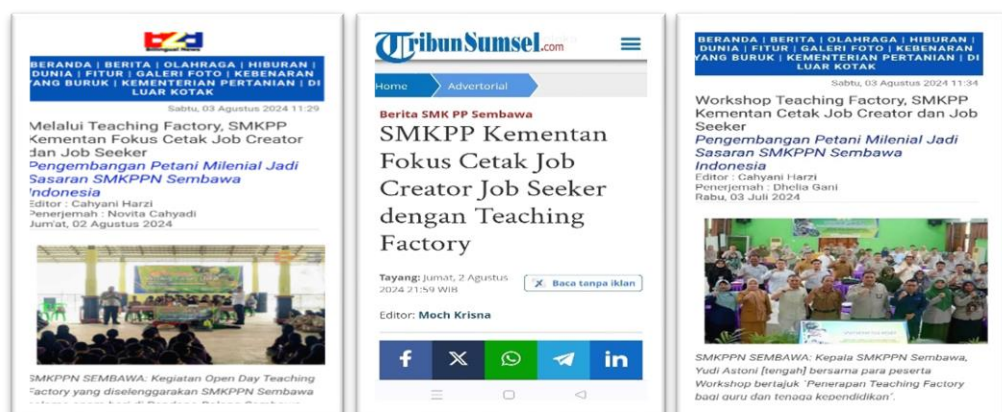 b2d
Bilingual News
BERANDA | BERITA | OLAHRAGA | HIBURAN |
DUNIA | FITUR | GALERI FOTO | KEBENARAN
YANG BURUK | KEMENTERIAN PERTANIAN | DI
LUAR KOTAK
Sabtu, 03 Agustus 2024 11:29
Melalui Teaching Factory, SMKPP
Kementan Fokus Cetak Job Creator
dan Job Seeker
Pengembangan Petani Milenial Jadi
Sasaran SMKPPN Sembawa
Indonesia
Editor : Cahyani Harzi
Penerjemah : Novita Cahyadi
Jum'at, 02 Agustus 2024
SMKPPN SEMBAWA: Kegiatan Open Day Teaching
Factory yang diselenggarakan SMKPPN Sembawa
TribunSumsel.com
Home
Advertorial
Berita SMK PP Sembawa
SMKPP Kementan
Fokus Cetak Job
Creator Job Seeker
dengan Teaching
Factory
Tayang: Jumat, 2 Agustus
2024 21:59 WIB
Baca tanpa iklan
Editor: Moch Krisna
BERANDA | BERITA | OLAHRAGA | HIBURAN |
DUNIA | FITUR | GALERI FOTO | KEBENARAN
YANG BURUK | KEMENTERIAN PERTANIAN | DI
LUAR KOTAK
Sabtu, 03 Agustus 2024 11:34
Workshop Teaching Factory, SMKPP
Kementan Cetak Job Creator dan Job
Seeker
Pengembangan Petani Milenial Jadi
Sasaran SMKPPN Sembawa
Indonesia
Editor : Cahyani Harzi
Penerjemah : Dhelia Gani
Rabu, 03 Juli 2024
SMKPPN SEMBAWA: Kepala SMKPPN Sembawa,
Yudi Astoni [tengah] bersama para peserta
Workshop bertajuk 'Penerapan Teaching Factory
bagi guru dan tenaga kependidikan'.